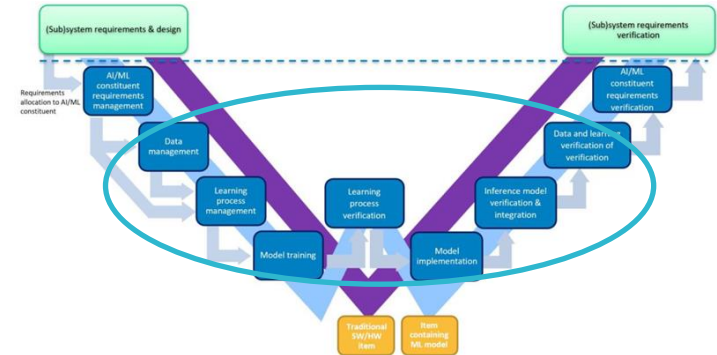 (Sub)system requirements & design
(Sub)system requirements
verification
Requirements
allocation to AI/ML
constituent
AI/ML
constituent
requirements
management
AI/ML
constituent
requirements
verification
Data
management
Data and learning
verification of
verification
Learning
process
management
Learning
process
verification
Inference model
verification &
integration
Model training
Model
implementation
Traditional
SW/HW
item
Item
containing
ML model